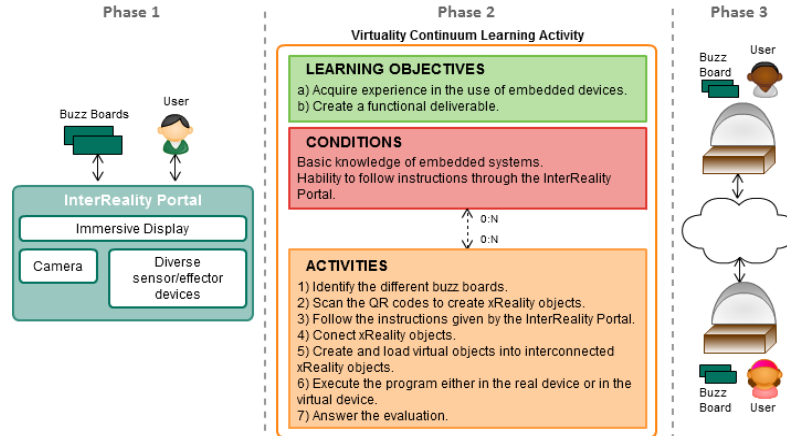 Phase 1
Buzz Boards
User
InterReality Portal
Immersive Display
Camera
Diverse
sensor/effector
devices
Phase 2
Virtuality Continuum Learning Activity
LEARNING OBJECTIVES
a) Acquire experience in the use of embedded devices.
b) Create a functional deliverable.
CONDITIONS
Basic knowledge of embedded systems.
Hability to follow instructions through the InterReality
Portal.
0:N
0:N
ACTIVITIES
1) Identify the different buzz boards.
2) Scan the QR codes to create xReality objects.
3) Follow the instructions given by the InterReality Portal.
4) Conect xReality objects.
5) Create and load virtual objects into interconnected
xReality objects.
6) Execute the program either in the real device or in the
virtual device.
7) Answer the evaluation.
Phase 3
Buzz
Board
User
Buzz
Board
User